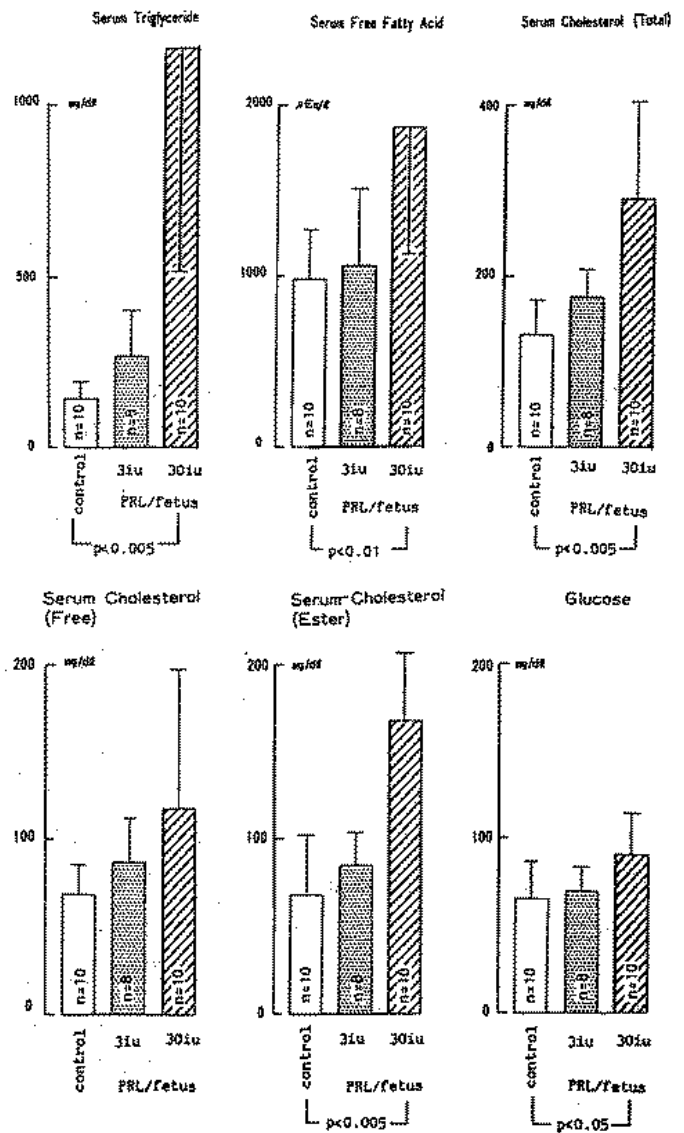 Serum Triglyceride
1000
mg/dℓ
500
0
n=10
n=8
n=10
control
3iu
30iu
PRL/fetus
p<0.005
Serum Free Fatty Acid
2000
μEq/ℓ
1000
0
n=10
n=8
n=10
control
3iu
30iu
PRL/fetus
p<0.01
Serum Cholesterol (Total)
400
mg/dℓ
200
0
n=10
n=8
n=10
control
3iu
30iu
PRL/fetus
p<0.005
Serum Cholesterol
(Free)
200
mg/dℓ
100
0
n=10
n=8
n=10
control
3iu
30iu
PRL/fetus
Serum Cholesterol
(Ester)
200
mg/dℓ
100
0
n=10
n=8
n=10
control
3iu
30iu
PRL/fetus
p<0.005
Glucose
200
mg/dℓ
100
0
n=10
n=8
n=10
control
3iu
30iu
PRL/fetus
p<0.05